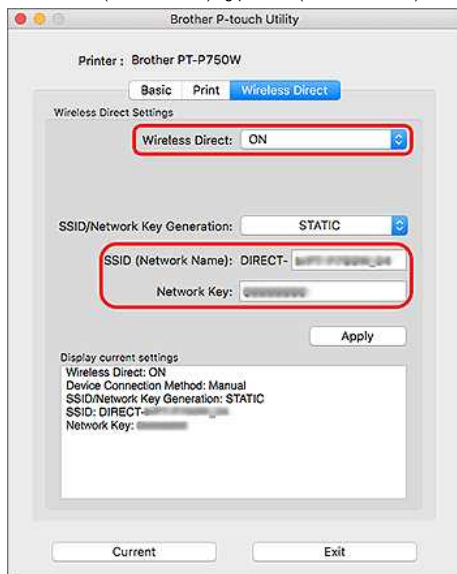 Brother P-touch Utility
Printer : Brother PT-P750W
Basic Print Wireless Direct
Wireless Direct Settings
Wireless Direct: ON
SSID/Network Key Generation: STATIC
SSID (Network Name): DIRECT-
Network Key:
Apply
Display current settings
Wireless Direct: ON
Device Connection Method: Manual
SSID/Network Key Generation: STATIC
SSID: DIRECT-
Network Key:
Current Exit